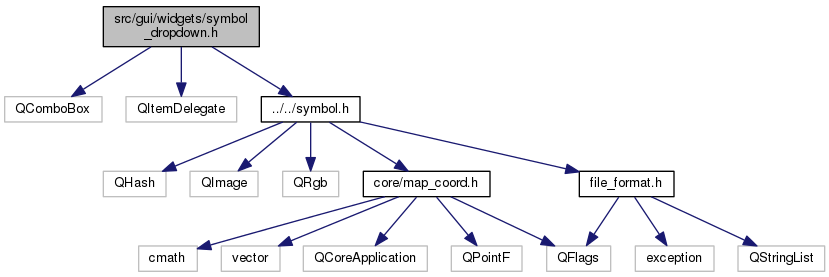 src/gui/widgets/symbol
_dropdown.h
QComboBox
QItemDelegate
../../symbol.h
QHash
QImage
QRgb
core/map_coord.h
file_format.h
cmath
vector
QCoreApplication
QPointF
QFlags
exception
QStringList